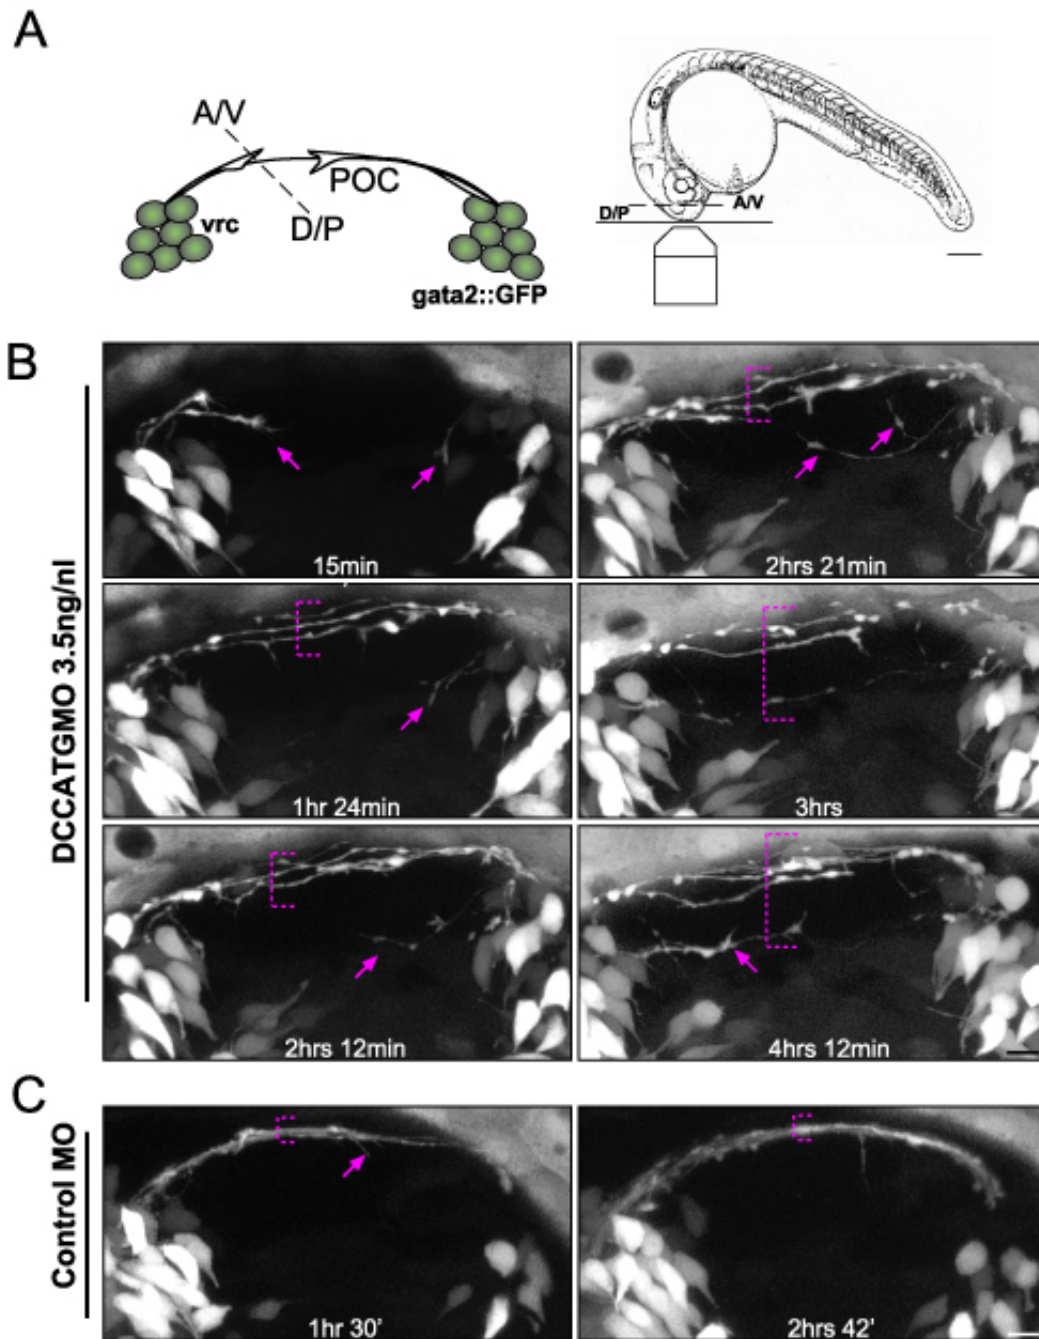 A
A/V
POC
vrc
D/P
gata2::GFP
D/P
A/V
B
DCCATGMO 3.5ng/nl
15min
2hrs 21min
1hr 24min
3hrs
2hrs 12min
4hrs 12min
C
Control MO
1hr 30'
2hrs 42'